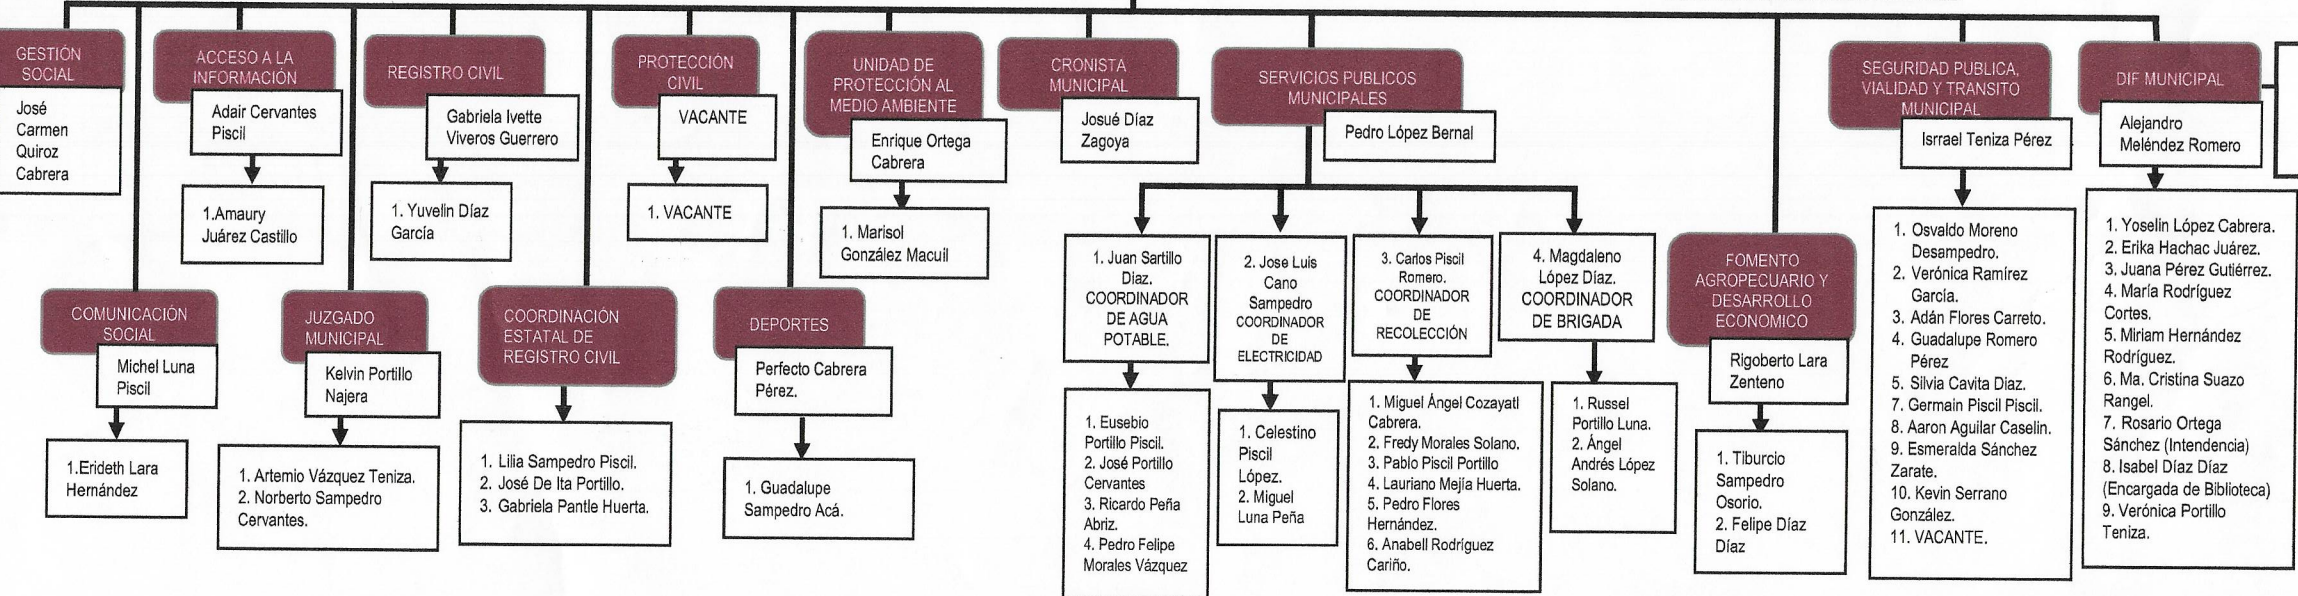 GESTIÓN
SOCIAL
José
Carmen
Quiroz
Cabrera
ACCESO A LA
INFORMACIÓN
Adair Cervantes
Piscil
1.Amaury
Juárez Castillo
REGISTRO CIVIL
Gabriela Ivette
Viveros Guerrero
1. Yuvelin Díaz
García
PROTECCIÓN
CIVIL
VACANTE
1. VACANTE
UNIDAD DE
PROTECCIÓN AL
MEDIO AMBIENTE
Enrique Ortega
Cabrera
1. Marisol
González Macuil
CRONISTA
MUNICIPAL
Josué Díaz
Zagoya
SERVICIOS PUBLICOS
MUNICIPALES
Pedro López Bernal
1. Juan Sartillo
Diaz.
COORDINADOR
DE AGUA
POTABLE.
1. Eusebio
Portillo Piscil.
2. José Portillo
Cervantes
3. Ricardo Peña
Abriz.
4. Pedro Felipe
Morales Vázquez
2. Jose Luis
Cano
Sampedro
COORDINADOR
DE
ELECTRICIDAD
1. Celestino
Piscil
López.
2. Miguel
Luna Peña
3. Carlos Piscil
Romero.
COORDINADOR
DE
RECOLECCIÓN
1. Miguel Ángel Cozayatl
Cabrera.
2. Fredy Morales Solano.
3. Pablo Piscil Portillo
4. Lauriano Mejía Huerta.
5. Pedro Flores
Hernández.
6. Anabell Rodríguez
Cariño.
4. Magdaleno
López Díaz.
COORDINADOR
DE BRIGADA
1. Russel
Portillo Luna.
2. Ángel
Andrés López
Solano.
SEGURIDAD PUBLICA,
VIALIDAD Y TRANSITO
MUNICIPAL
Isrrael Teniza Pérez
1. Osvaldo Moreno
Desampedro.
2. Verónica Ramírez
García.
3. Adán Flores Carreto.
4. Guadalupe Romero
Pérez
5. Silvia Cavita Diaz.
7. Germain Piscil Piscil.
8. Aaron Aguilar Caselin.
9. Esmeralda Sánchez
Zarate.
10. Kevin Serrano
González.
11. VACANTE.
DIF MUNICIPAL
Alejandro
Meléndez Romero
1. Yoselin López Cabrera.
2. Erika Hachac Juárez.
3. Juana Pérez Gutiérrez.
4. María Rodríguez
Cortes.
5. Miriam Hernández
Rodríguez.
6. Ma. Cristina Suazo
Rangel.
7. Rosario Ortega
Sánchez (Intendencia)
8. Isabel Díaz Díaz
(Encargada de Biblioteca)
9. Verónica Portillo
Teniza.
COMUNICACIÓN
SOCIAL
Michel Luna
Piscil
1.Erideth Lara
Hernández
JUZGADO
MUNICIPAL
Kelvin Portillo
Najera
1. Artemio Vázquez Teniza.
2. Norberto Sampedro
Cervantes.
COORDINACIÓN
ESTATAL DE
REGISTRO CIVIL
1. Lilia Sampedro Piscil.
2. José De Ita Portillo.
3. Gabriela Pantle Huerta.
DEPORTES
Perfecto Cabrera
Pérez.
1. Guadalupe
Sampedro Acá.
FOMENTO
AGROPECUARIO Y
DESARROLLO
ECONOMICO
Rigoberto Lara
Zenteno
1. Tiburcio
Sampedro
Osorio.
2. Felipe Díaz
Díaz